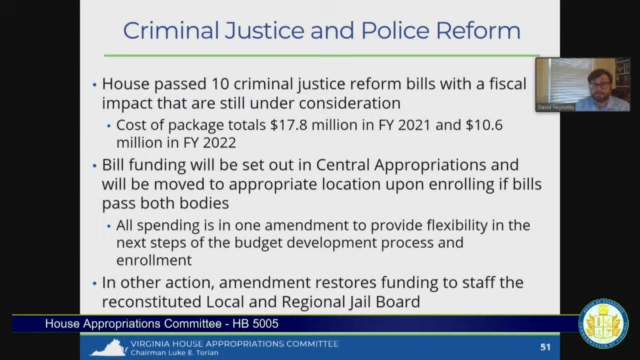 Criminal Justice and Police Reform
• House passed 10 criminal justice reform bills with a fiscal
impact that are still under consideration
• Cost of package totals $17.8 million in FY 2021 and $10.6
million in FY 2022
• Bill funding will be set out in Central Appropriations and
will be moved to appropriate location upon enrolling if bills
pass both bodies
• All spending is in one amendment to provide flexibility in the
next steps of the budget development process and
enrollment
• In other action, amendment restores funding to staff the
reconstituted Local and Regional Jail Board
David Reynolds
House Appropriations Committee - HB 5005
VIRGINIA HOUSE APPROPRIATIONS COMMITTEE
Chairman Luke E. Torian
51